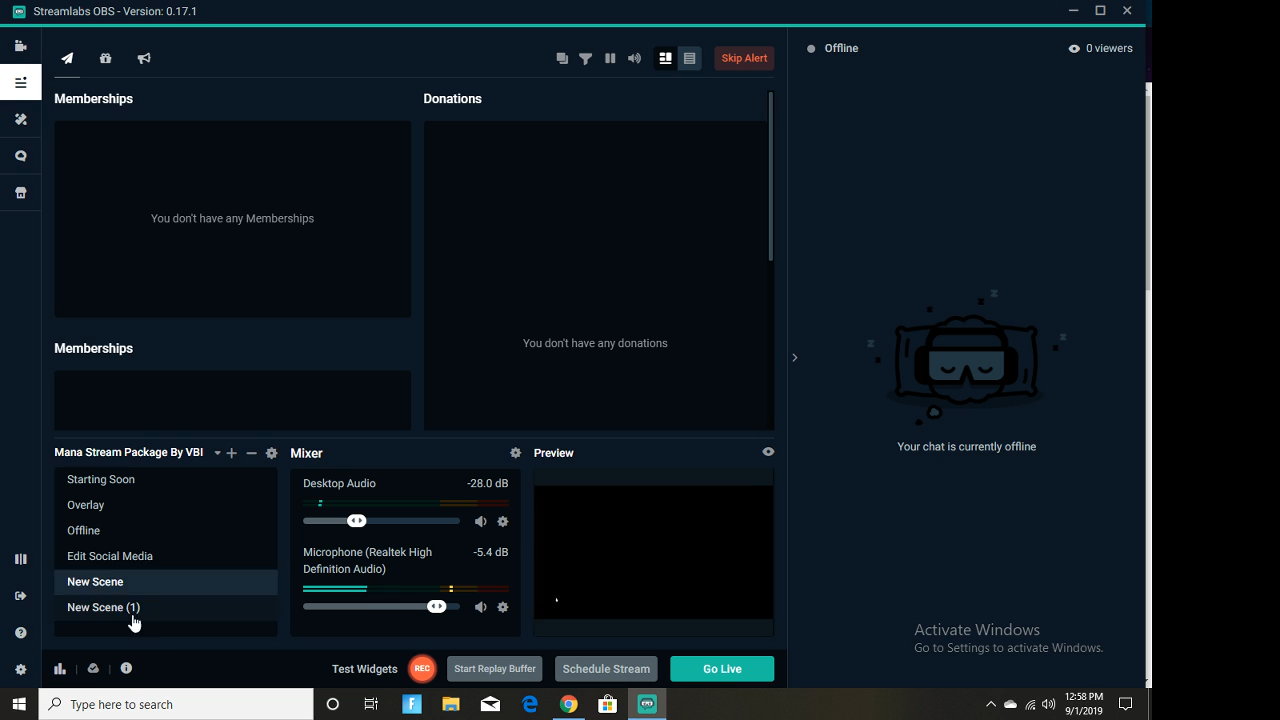 Streamlabs OBS - Version: 0.17.1
Skip Alert
Offline
0 viewers
Memberships
Donations
You don't have any Memberships
You don't have any donations
Memberships
Your chat is currently offline
Mana Stream Package By VBI
Starting Soon
Overlay
Offline
Edit Social Media
New Scene
New Scene (1)
Mixer
Desktop Audio
-28.0 dB
Microphone (Realtek High
Definition Audio)
-5.4 dB
Preview
Activate Windows
Go to Settings to activate Windows.
Test Widgets
REC
Start Replay Buffer
Schedule Stream
Go Live
Type here to search
12:58 PM
9/1/2019